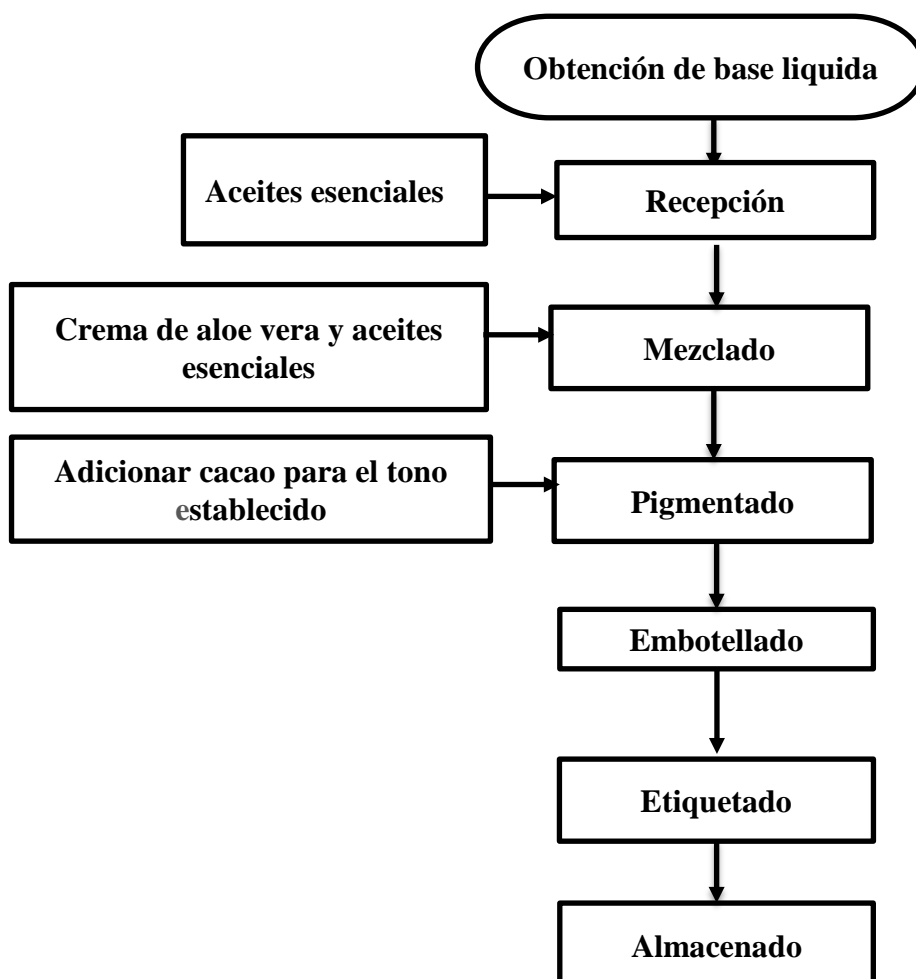 Obtención de base liquida
Aceites esenciales
Recepción
Crema de aloe vera y aceites
esenciales
Mezclado
Adicionar cacao para el tono
establecido
Pigmentado
Embotellado
Etiquetado
Almacenado